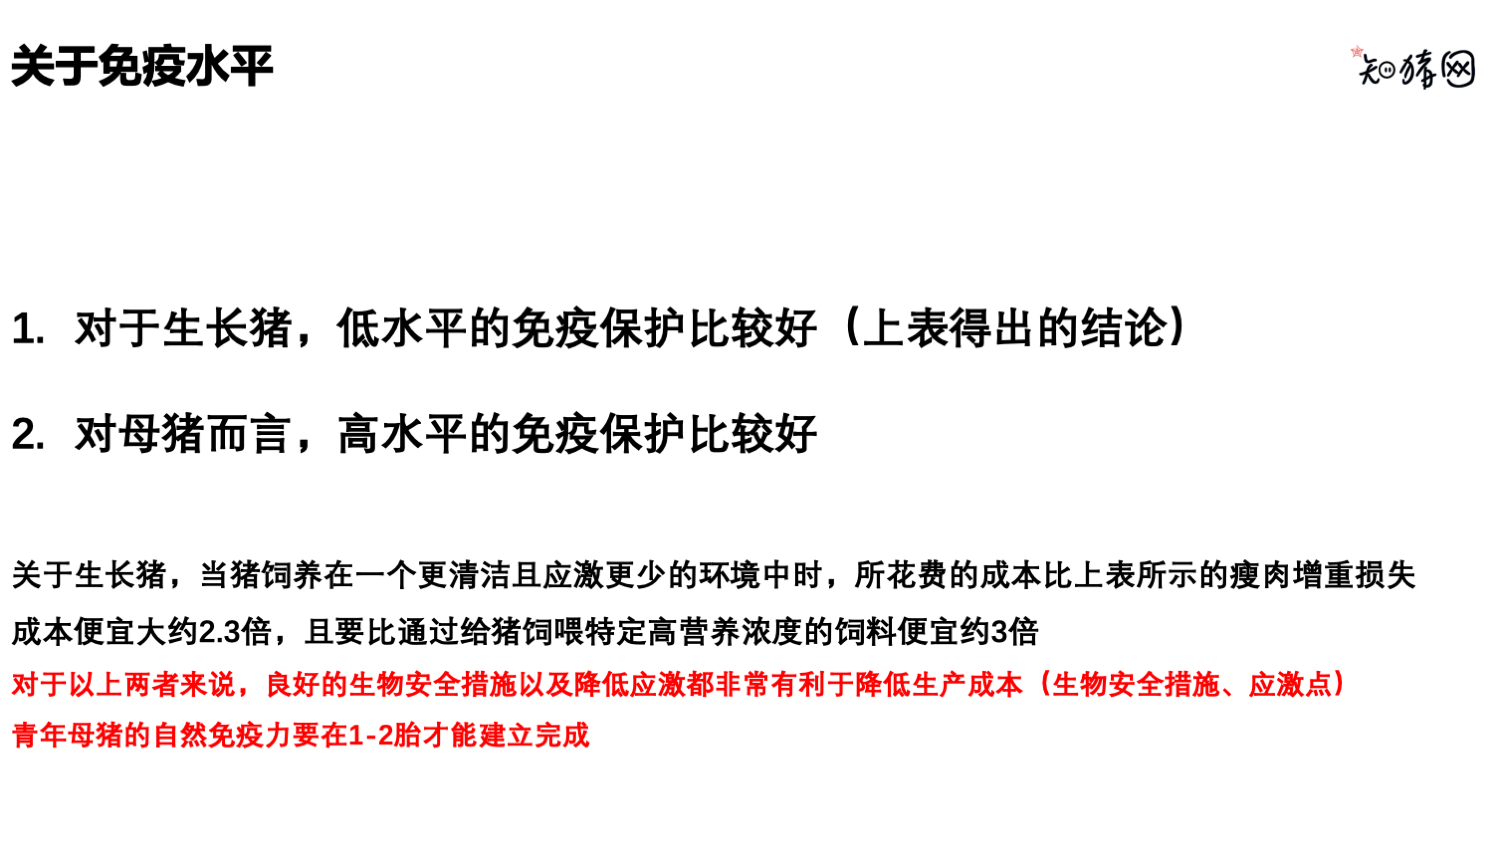 关于免疫水平
知猪网
1. 对于生长猪，低水平的免疫保护比较好（上表得出的结论）
2. 对母猪而言，高水平的免疫保护比较好
关于生长猪，当猪饲养在一个更清洁且应激更少的环境中时，所花费的成本比上表所示的瘦肉增重损失
成本便宜大约2.3倍，且要比通过给猪饲喂特定高营养浓度的饲料便宜约3倍
对于以上两者来说，良好的生物安全措施以及降低应激都非常有利于降低生产成本（生物安全措施、应激点）
青年母猪的自然免疫力要在1-2胎才能建立完成